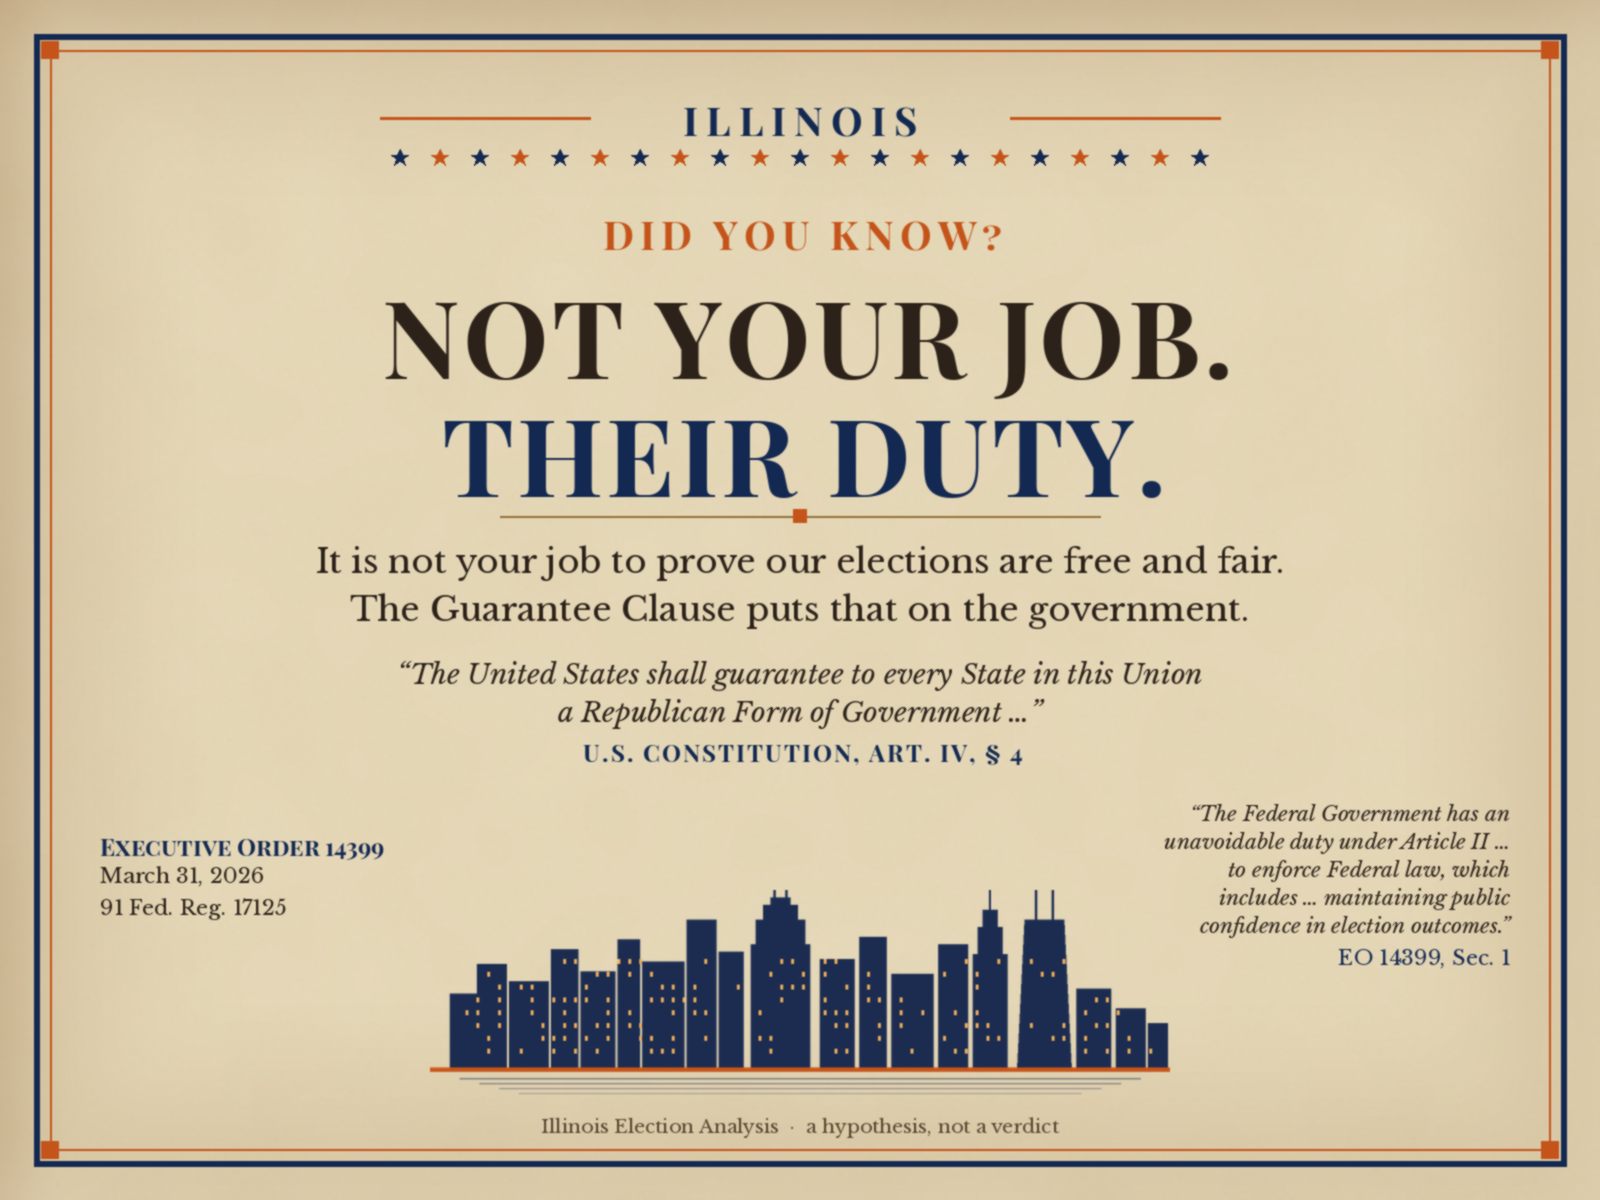 ILLINOIS
DID YOU KNOW?
NOT YOUR JOB.
THEIR DUTY.
It is not your job to prove our elections are free and fair.
The Guarantee Clause puts that on the government.
“The United States shall guarantee to every State in this Union
a Republican Form of Government ...”
U.S. CONSTITUTION, ART. IV, § 4
EXECUTIVE ORDER 14399
March 31, 2026
91 Fed. Reg. 17125
“The Federal Government has an
unavoidable duty under Article II ...
to enforce Federal law, which
includes ... maintaining public
confidence in election outcomes.”
EO 14399, Sec. 1
Illinois Election Analysis · a hypothesis, not a verdict